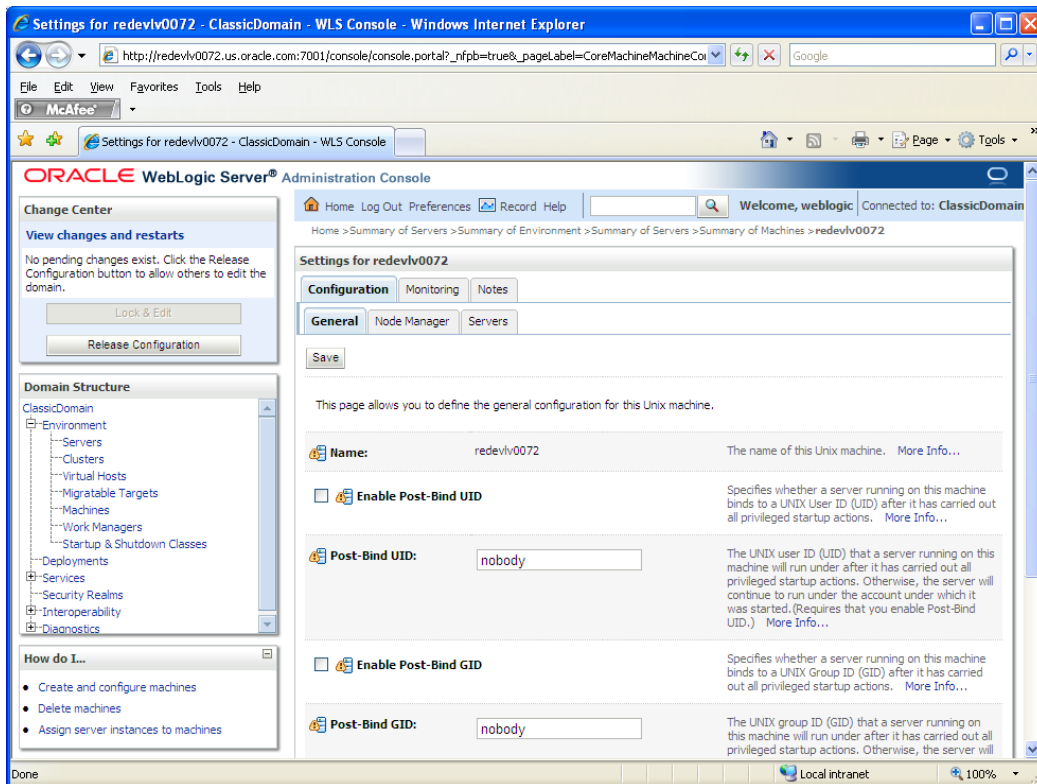 Settings for redevlv0072 - ClassicDomain - WLS Console - Windows Internet Explorer
http://redevlv0072.us.oracle.com:7001/console/console.portal?_nfpb=true&_pageLabel=CoreMachineMachineCo
Google
File Edit View Favorites Tools Help
McAfee
Settings for redevlv0072 - ClassicDomain - WLS Console
Page Tools
ORACLE WebLogic Server® Administration Console
Change Center
View changes and restarts
No pending changes exist. Click the Release
Configuration button to allow others to edit the
domain.
Lock & Edit
Release Configuration
Domain Structure
ClassicDomain
Environment
Servers
Clusters
Virtual Hosts
Migratable Targets
Machines
Work Managers
Startup & Shutdown Classes
Deployments
Services
Security Realms
Interoperability
Diagnostics
How do I...
Create and configure machines
Delete machines
Assign server instances to machines
Home Log Out Preferences Record Help
Welcome, weblogic Connected to: ClassicDomain
Home >Summary of Servers >Summary of Environment >Summary of Servers >Summary of Machines >redevlv0072
Settings for redevlv0072
Configuration Monitoring Notes
General Node Manager Servers
Save
This page allows you to define the general configuration for this Unix machine.
Name: redevlv0072 The name of this Unix machine. More Info...
Enable Post-Bind UID
Specifies whether a server running on this machine
binds to a UNIX User ID (UID) after it has carried out
all privileged startup actions. More Info...
Post-Bind UID: nobody
The UNIX user ID (UID) that a server running on this
machine will run under after it has carried out all
privileged startup actions. Otherwise, the server will
continue to run under the account under which it
was started.(Requires that you enable Post-Bind
UID.) More Info...
Enable Post-Bind GID
Specifies whether a server running on this machine
binds to a UNIX Group ID (GID) after it has carried
out all privileged startup actions. More Info...
Post-Bind GID: nobody
The UNIX group ID (GID) that a server running on
this machine will run under after it has carried out all
privileged startup actions. Otherwise, the server will
Done
Local intranet
100%